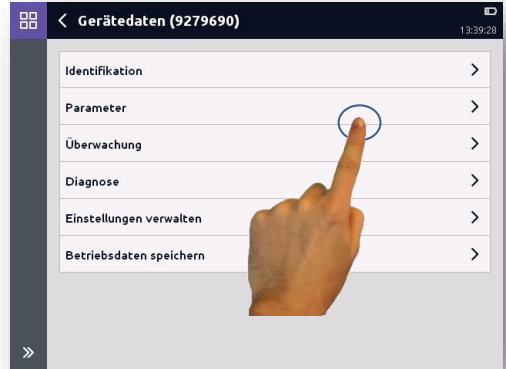 Gerätedaten (9279690)
13:39:28
Identifikation
Parameter
Überwachung
Diagnose
Einstellungen verwalten
Betriebsdaten speichern